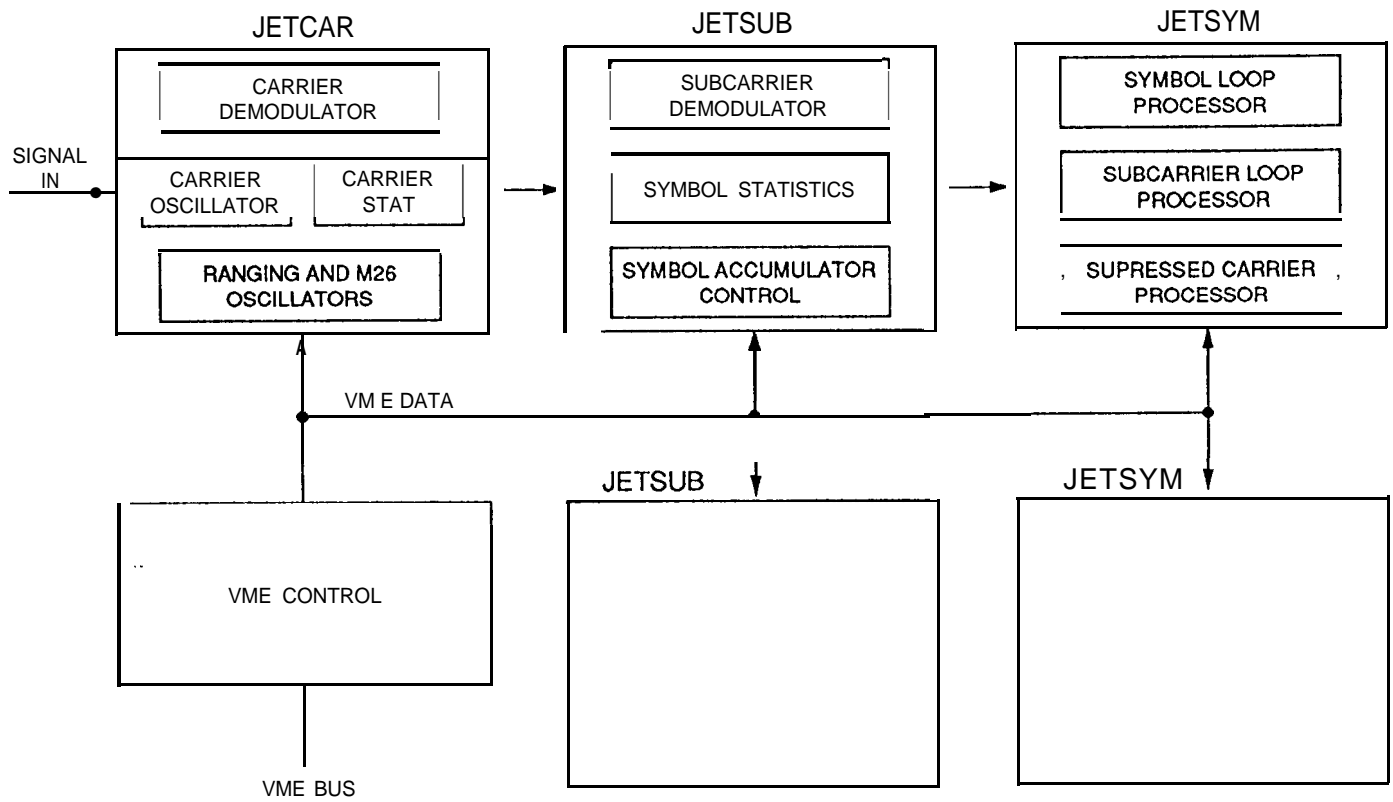 JETCAR
CARRIER
DEMODULATOR
SIGNAL
IN
CARRIER
OSCILLATOR
CARRIER
STAT
RANGING AND M26
OSCILLATORS
JETSUB
SUBCARRIER
DEMODULATOR
SYMBOL STATISTICS
SYMBOL ACCUMULATOR
CONTROL
JETSYM
SYMBOL LOOP
PROCESSOR
SUBCARRIER LOOP
PROCESSOR
SUPRESSED CARRIER
PROCESSOR
VM E DATA
VME CONTROL
VME BUS
JETSUB
JETSYM